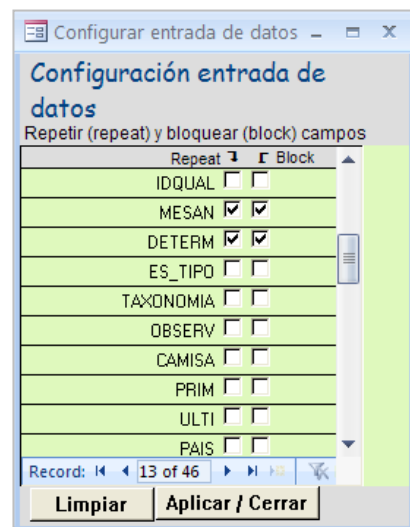 Configurar entrada de datos
Configuración entrada de
datos
Repetir (repeat) y bloquear (block) campos
Repeat Block
IDQUAL
MESAN
DETERM
ES_TIPO
TAXONOMIA
OBSERV
CAMISA
PRIM
ULTI
PAIS
Record: 13 of 46
Limpiar Aplicar / Cerrar